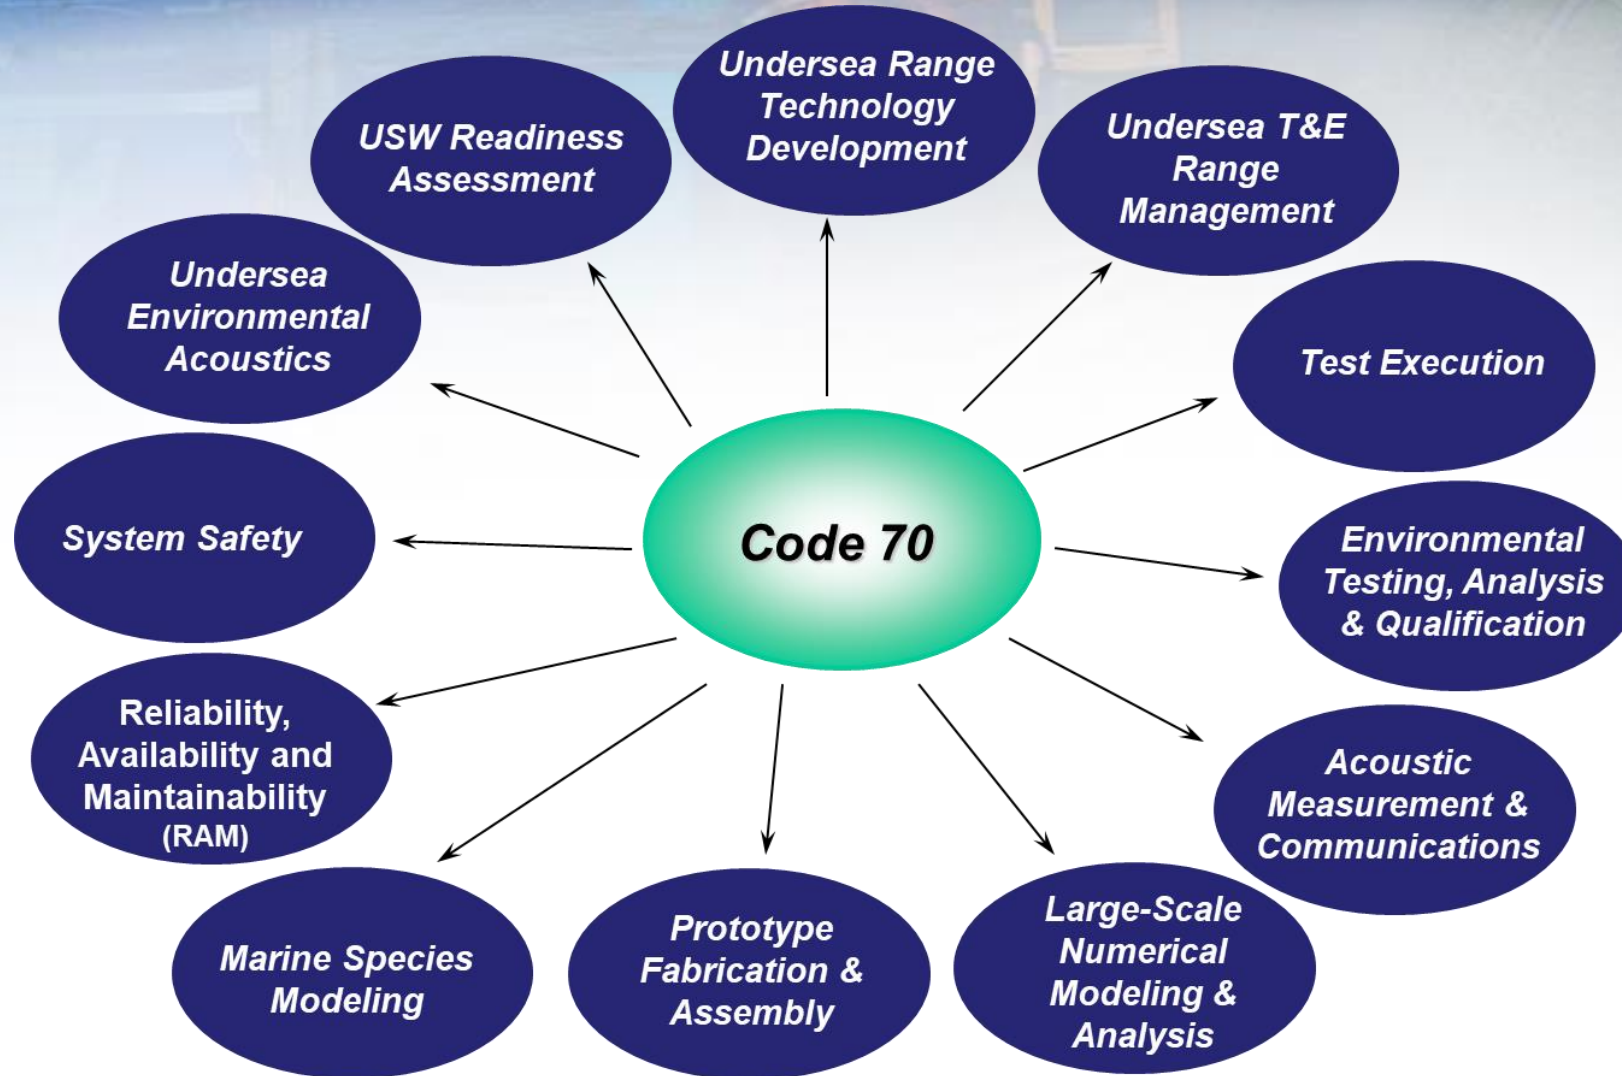 Undersea Range
Technology
Development
USW Readiness
Assessment
Undersea T&E
Range
Management
Undersea
Environmental
Acoustics
Test Execution
System Safety
Code 70
Environmental
Testing, Analysis
& Qualification
Reliability,
Availability and
Maintainability
(RAM)
Acoustic
Measurement &
Communications
Marine Species
Modeling
Prototype
Fabrication &
Assembly
Large-Scale
Numerical
Modeling &
Analysis